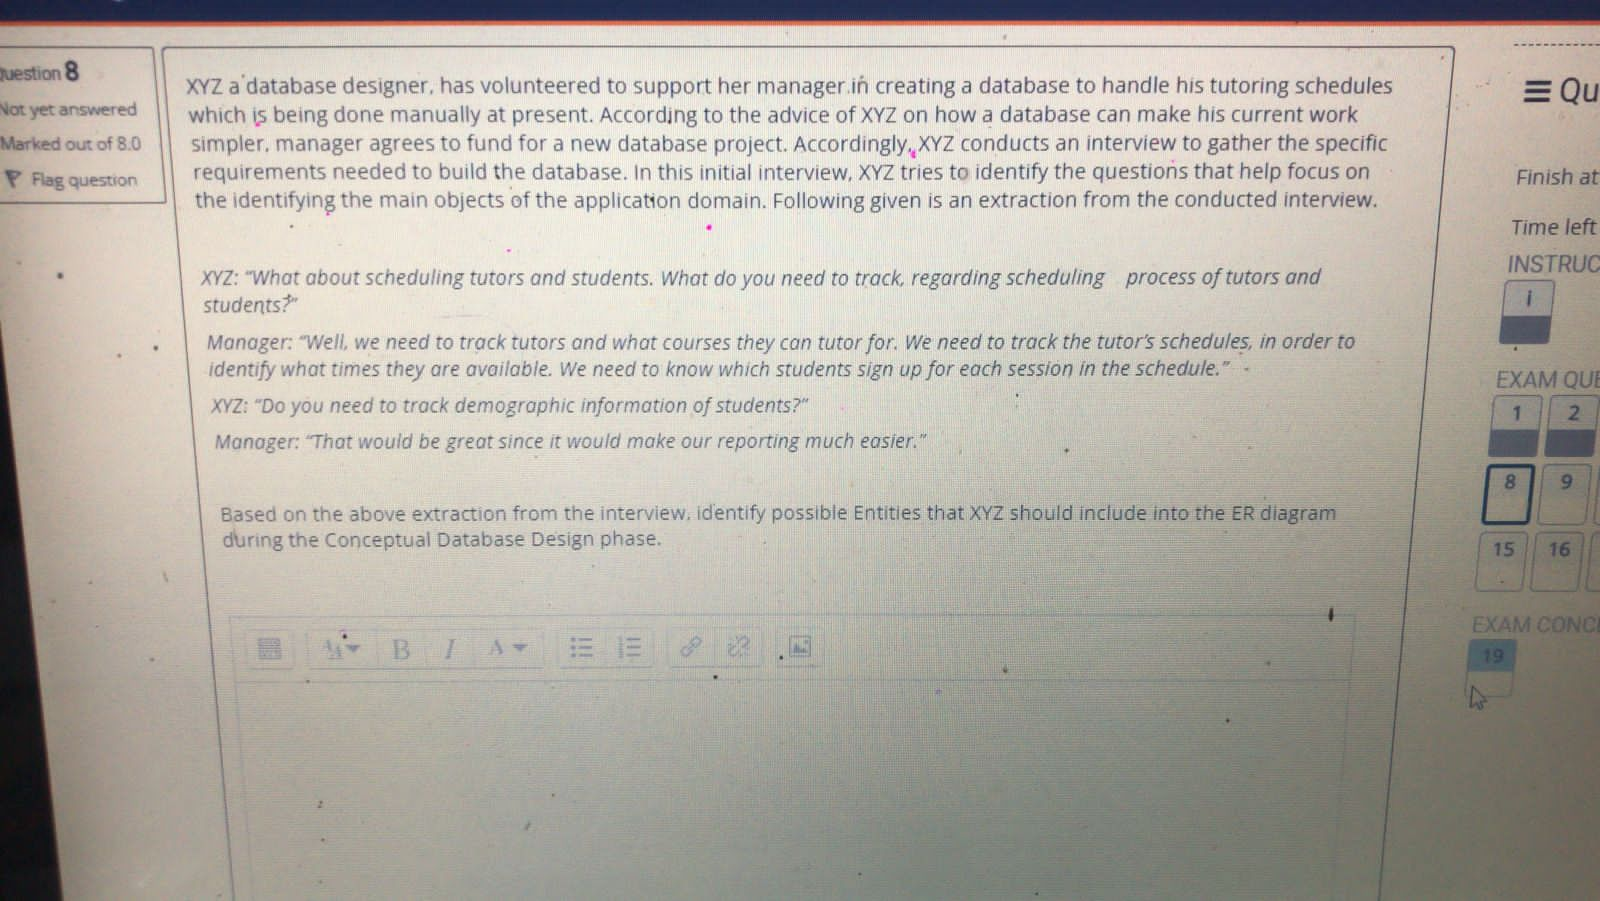 Question 8
Not yet answered
Marked out of 8.0
Flag question
XYZ a database designer, has volunteered to support her manager in creating a database to handle his tutoring schedules
which is being done manually at present. According to the advice of XYZ on how a database can make his current work
simpler, manager agrees to fund for a new database project. Accordingly, XYZ conducts an interview to gather the specific
requirements needed to build the database. In this initial interview, XYZ tries to identify the questions that help focus on
the identifying the main objects of the application domain. Following given is an extraction from the conducted interview.
XYZ: "What about scheduling tutors and students. What do you need to track, regarding scheduling process of tutors and
students?"
Manager: "Well, we need to track tutors and what courses they can tutor for. We need to track the tutor's schedules, in order to
identify what times they are available. We need to know which students sign up for each session in the schedule."
XYZ: "Do you need to track demographic information of students?"
Manager: "That would be great since it would make our reporting much easier."
Based on the above extraction from the interview, identify possible Entities that XYZ should include into the ER diagram
during the Conceptual Database Design phase.
B I A
Qu
Finish at
Time left
INSTRUC
i
EXAM QUE
1 2
8 9
15 16
EXAM CONCL
19